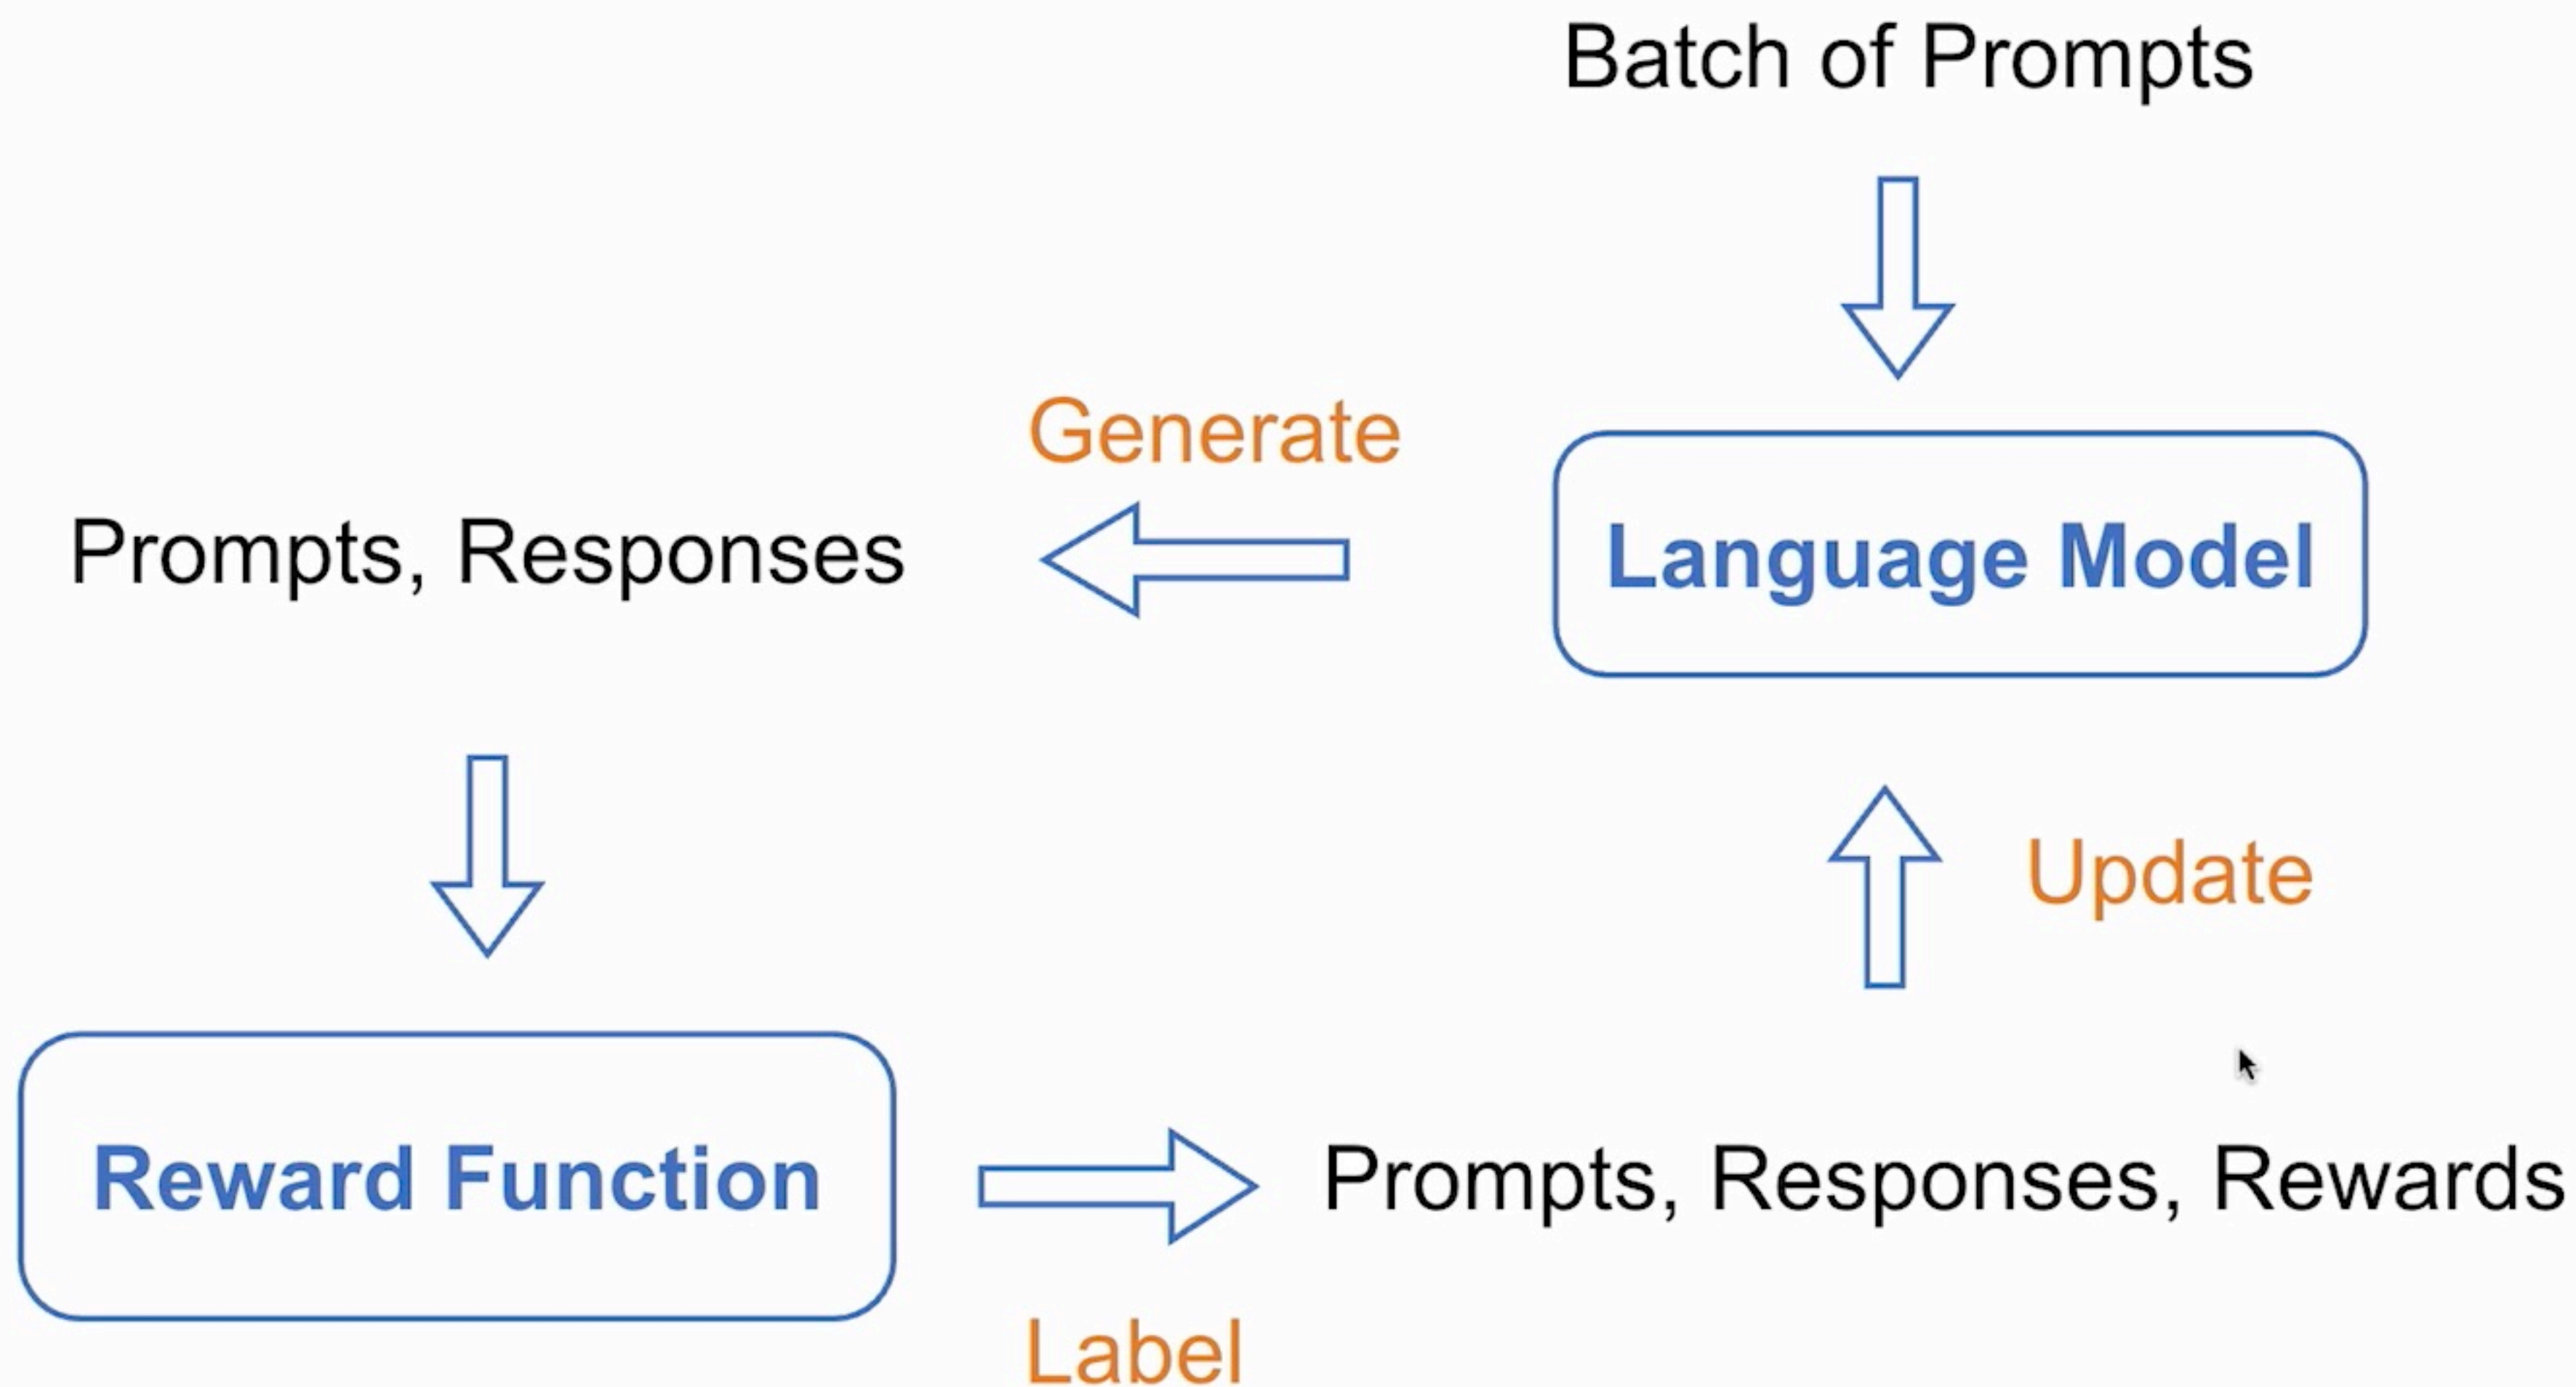 Batch of Prompts
Generate
Prompts, Responses
Language Model
Update
Reward Function
Prompts, Responses, Rewards
Label